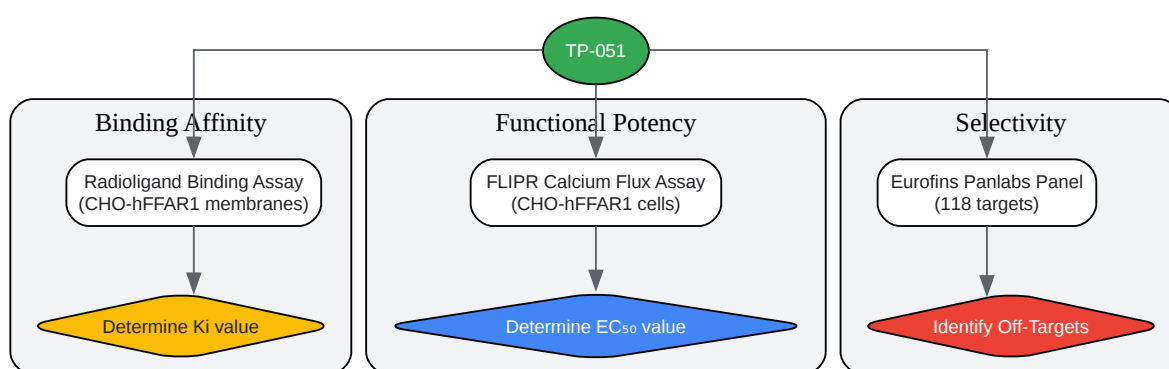 TP-051
Binding Affinity
Radioligand Binding Assay
(CHO-hFFAR1 membranes)
Determine Ki value
Functional Potency
FLIPR Calcium Flux Assay
(CHO-hFFAR1 cells)
Determine EC₅₀ value
Selectivity
Eurofins Panlabs Panel
(118 targets)
Identify Off-Targets